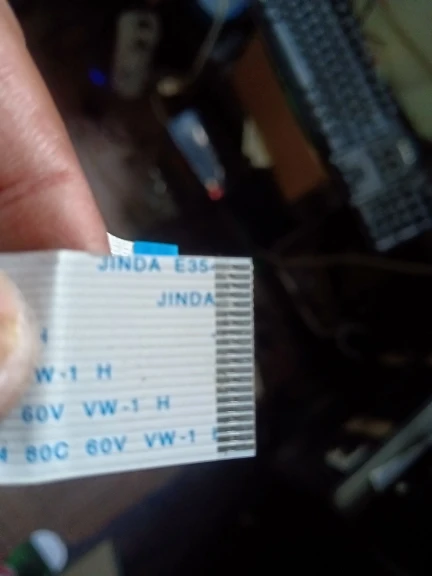 JINDA E35
JINDA
H
W-1 H
60V VW-1 H
80C 60V VW-1